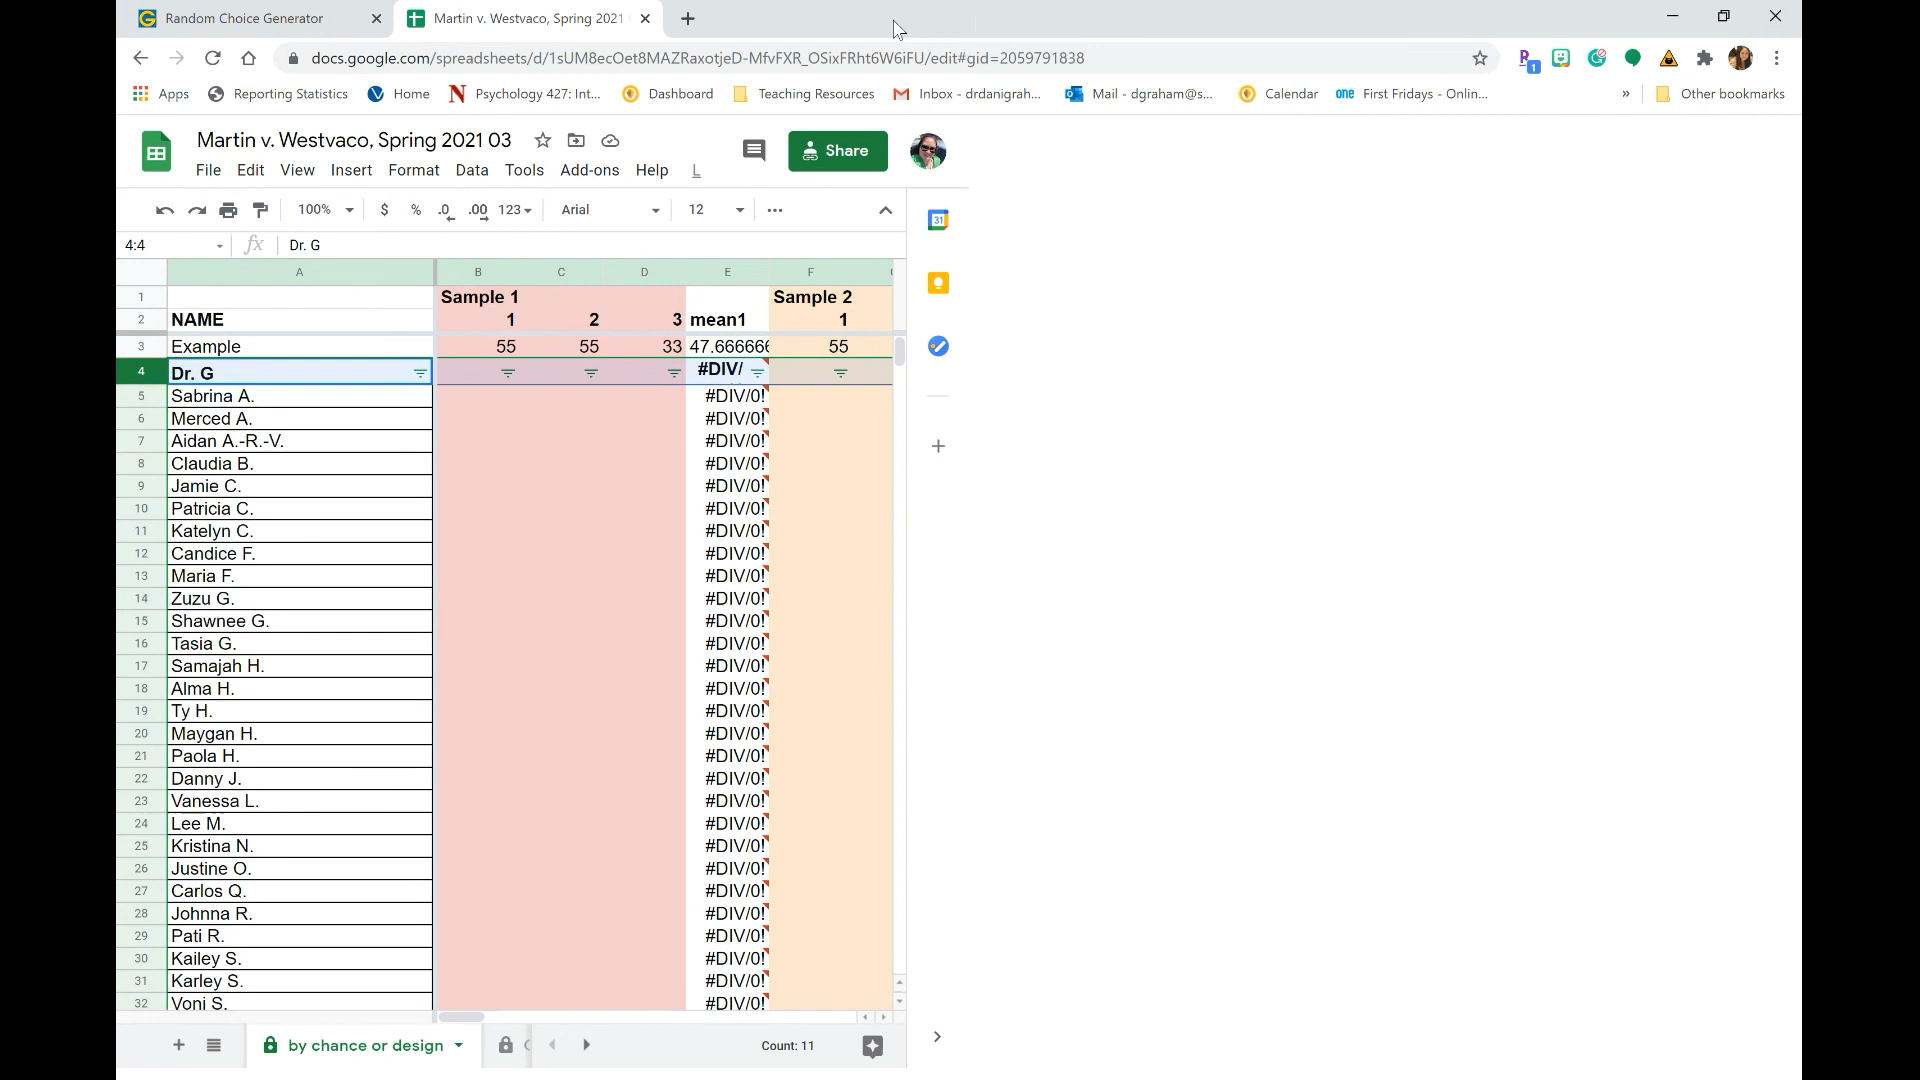 Random Choice Generator
Martin v. Westvaco, Spring 2021
docs.google.com/spreadsheets/d/1sUM8ecOet8MAZRaxotjeD-MfvFXR_OSixFRht6W6iFU/edit#gid=2059791838
1
Apps Reporting Statistics Home Psychology 427: Int... Dashboard Teaching Resources Inbox - drdanigrah... Mail - dgraham@s... Calendar one First Fridays - Onlin... » Other bookmarks
Martin v. Westvaco, Spring 2021 03
Share
File Edit View Insert Format Data Tools Add-ons Help L
100% $ % .0 .00 123 Arial 12
31
4:4 fx Dr. G
A B C D E F
1 Sample 1 Sample 2
2 NAME 1 2 3 mean1 1
3 Example 55 55 33 47.666666 55
4 Dr. G #DIV/
5 Sabrina A. #DIV/0!
6 Merced A. #DIV/0!
7 Aidan A.-R.-V. #DIV/0!
8 Claudia B. #DIV/0!
9 Jamie C. #DIV/0!
10 Patricia C. #DIV/0!
11 Katelyn C. #DIV/0!
12 Candice F. #DIV/0!
13 Maria F. #DIV/0!
14 Zuzu G. #DIV/0!
15 Shawnee G. #DIV/0!
16 Tasia G. #DIV/0!
17 Samajah H. #DIV/0!
18 Alma H. #DIV/0!
19 Ty H. #DIV/0!
20 Maygan H. #DIV/0!
21 Paola H. #DIV/0!
22 Danny J. #DIV/0!
23 Vanessa L. #DIV/0!
24 Lee M. #DIV/0!
25 Kristina N. #DIV/0!
26 Justine O. #DIV/0!
27 Carlos Q. #DIV/0!
28 Johnna R. #DIV/0!
29 Pati R. #DIV/0!
30 Kailey S. #DIV/0!
31 Karley S. #DIV/0!
32 Voni S. #DIV/0!
by chance or design
Count: 11